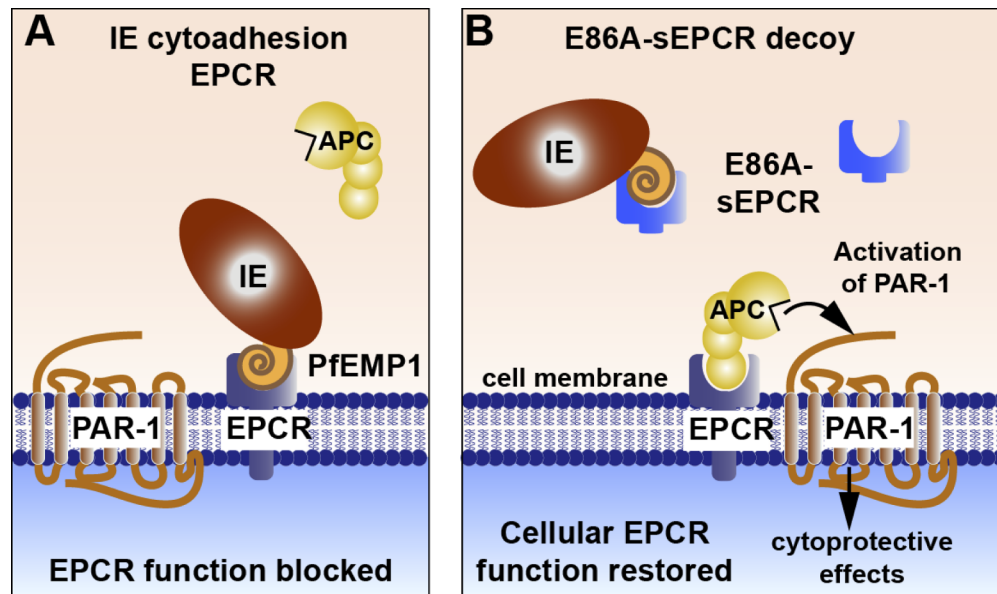 A
IE cytoadhesion
EPCR
APC
IE
PfEMP1
PAR-1
EPCR
EPCR function blocked
B
E86A-sEPCR decoy
IE
E86A-
sEPCR
Activation
of PAR-1
APC
cell membrane
EPCR
PAR-1
Cellular EPCR
function restored
cytoprotective
effects